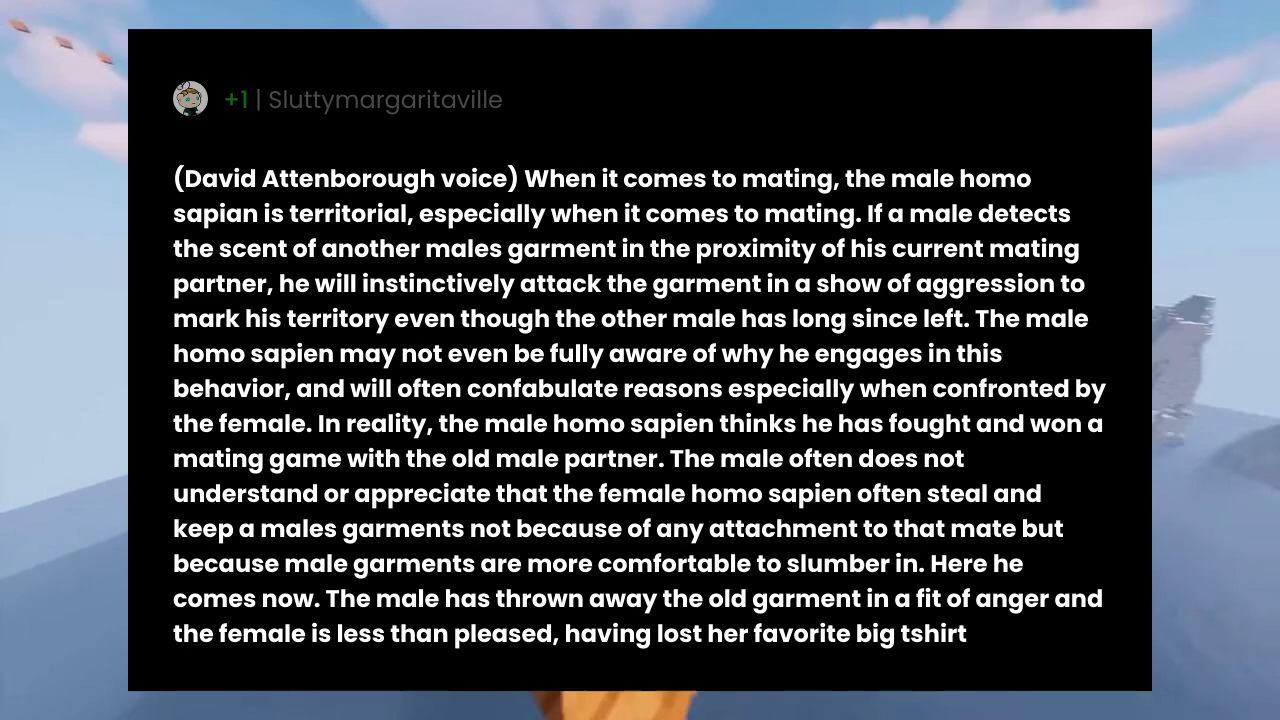 +1 | Sluttymargaritaville
(David Attenborough voice) When it comes to mating, the male homo
sapian is territorial, especially when it comes to mating. If a male detects
the scent of another males garment in the proximity of his current mating
partner, he will instinctively attack the garment in a show of aggression to
mark his territory even though the other male has long since left. The male
homo sapien may not even be fully aware of why he engages in this
behavior, and will often confabulate reasons especially when confronted by
the female. In reality, the male homo sapien thinks he has fought and won a
mating game with the old male partner. The male often does not
understand or appreciate that the female homo sapien often steal and
keep a males garments not because of any attachment to that mate but
because male garments are more comfortable to slumber in. Here he
comes now. The male has thrown away the old garment in a fit of anger and
the female is less than pleased, having lost her favorite big tshirt